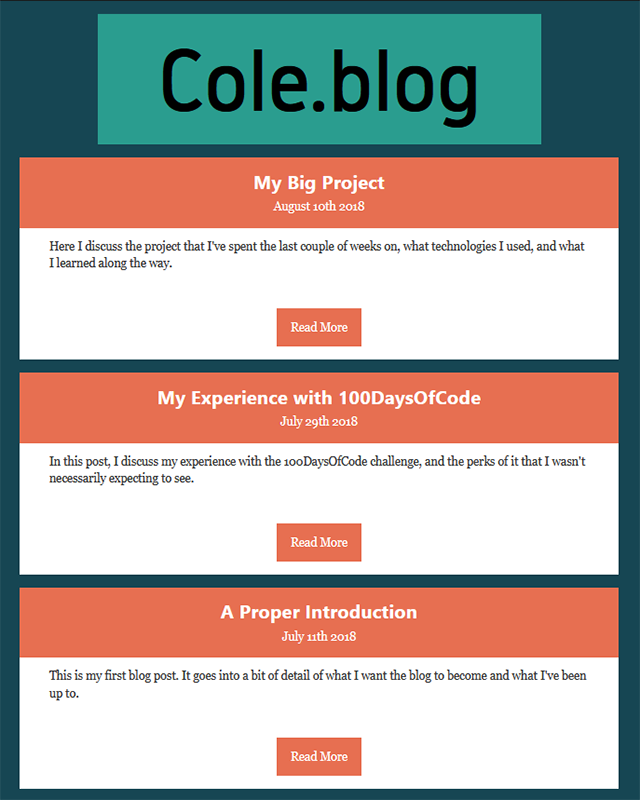 Cole.blog
My Big Project
August 10th 2018
Here I discuss the project that I've spent the last couple of weeks on, what technologies I used, and what
I learned along the way.
Read More
My Experience with 100DaysOfCode
July 29th 2018
In this post, I discuss my experience with the 100DaysOfCode challenge, and the perks of it that I wasn't
necessarily expecting to see.
Read More
A Proper Introduction
July 11th 2018
This is my first blog post. It goes into a bit of detail of what I want the blog to become and what I've been
up to.
Read More